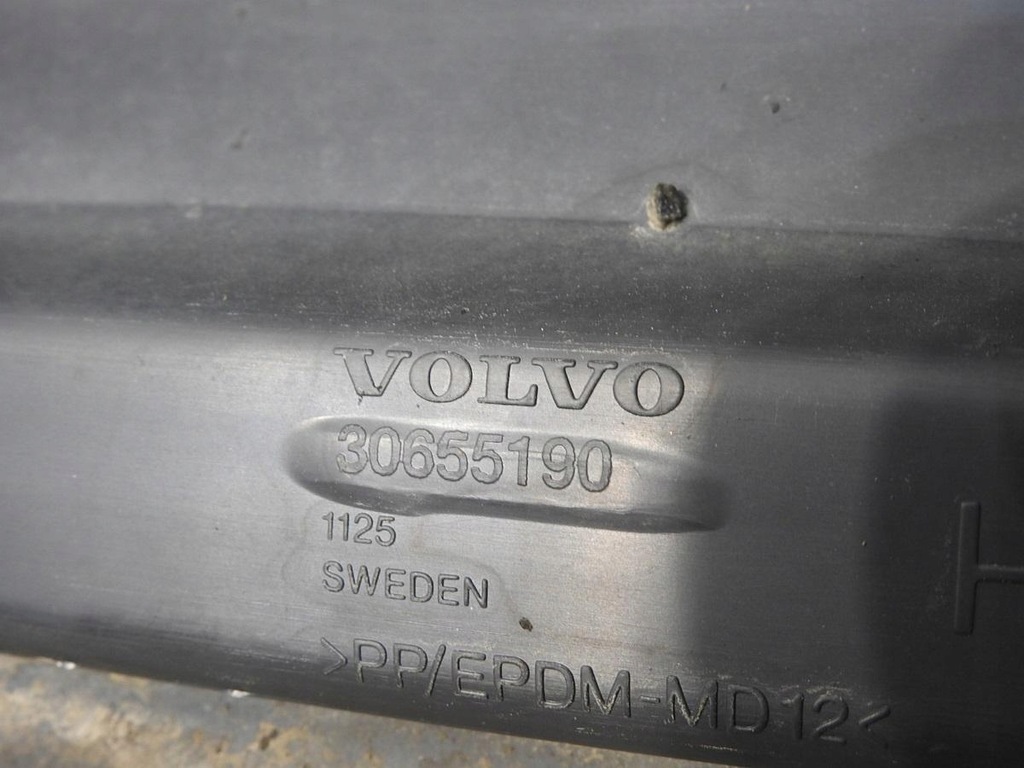 VOLVO
30655190
1125
SWEDEN
>PP/EPDM-MD12<
H